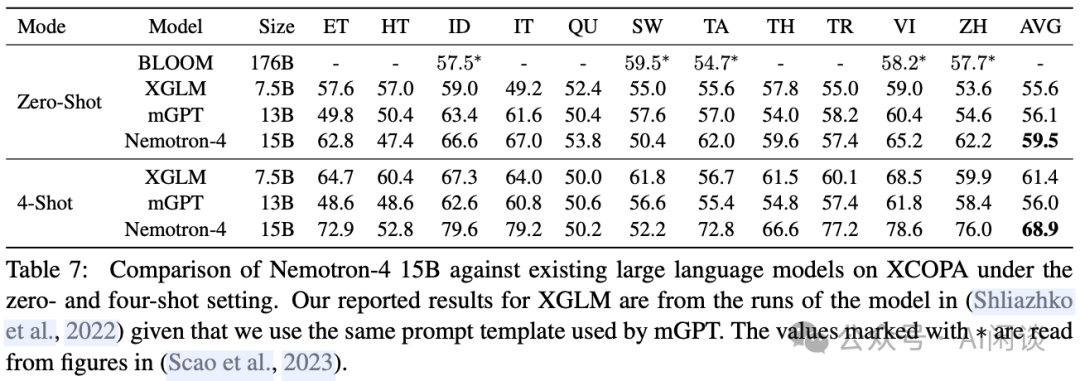 Mode Model Size ET HT ID IT QU SW TA TH TR VI ZH AVG
BLOOM 176B - - 57.5* - - 59.5* 54.7* - - 58.2* 57.7* -
Zero-Shot XGLM 7.5B 57.6 57.0 59.0 49.2 52.4 55.0 55.6 57.8 55.0 59.0 53.6 55.6
mGPT 13B 49.8 50.4 63.4 61.6 50.4 57.6 57.0 54.0 58.2 60.4 54.6 56.1
Nemotron-4 15B 62.8 47.4 66.6 67.0 53.8 50.4 62.0 59.6 57.4 65.2 62.2 59.5
XGLM 7.5B 64.7 60.4 67.3 64.0 50.0 61.8 56.7 61.5 60.1 68.5 59.9 61.4
4-Shot mGPT 13B 48.6 48.6 62.6 60.8 50.6 56.6 55.4 54.8 57.4 61.8 58.4 56.0
Nemotron-4 15B 72.9 52.8 79.6 79.2 50.2 52.2 72.8 66.6 77.2 78.6 76.0 68.9
Table 7: Comparison of Nemotron-4 15B against existing large language models on XCOPA under the
zero- and four-shot setting. Our reported results for XGLM are from the runs of the model in (Shliazhko
et al., 2022) given that we use the same prompt template used by mGPT. The values marked with * are read
from figures in (Scao et al., 2023).
公众号 · AI闲谈